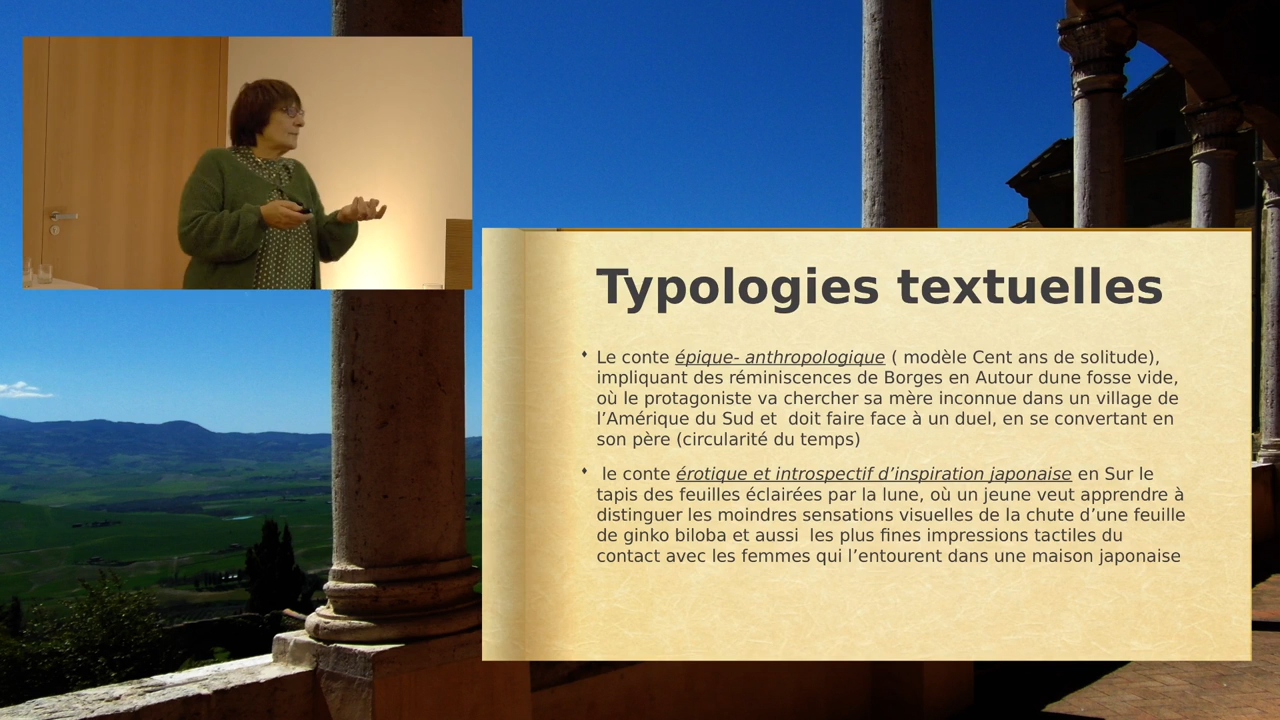 Typologies textuelles
Le conte épique- anthropologique ( modèle Cent ans de solitude),
impliquant des réminiscences de Borges en Autour dune fosse vide,
où le protagoniste va chercher sa mère inconnue dans un village de
l’Amérique du Sud et  doit faire face à un duel, en se convertant en
son père (circularité du temps)
le conte érotique et introspectif d’inspiration japonaise en Sur le
tapis des feuilles éclairées par la lune, où un jeune veut apprendre à
distinguer les moindres sensations visuelles de la chute d’une feuille
de ginko biloba et aussi  les plus fines impressions tactiles du
contact avec les femmes qui l’entourent dans une maison japonaise